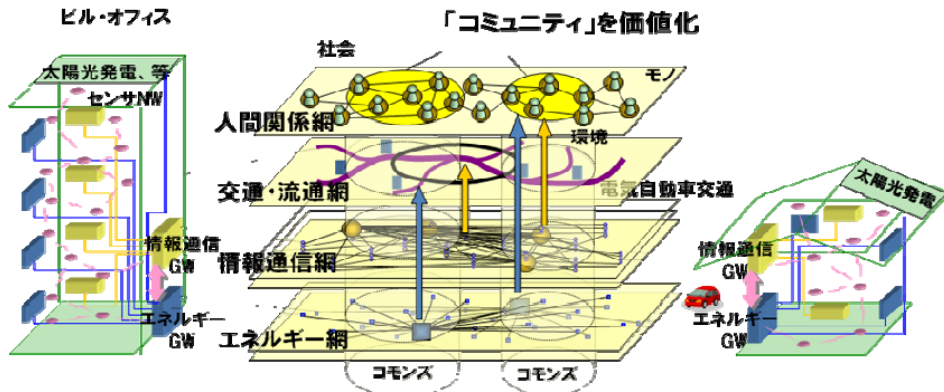 ビル・オフィス
「コミュニティ」を価値化
太陽光発電、等
センサNW
社会
モノ
人間関係網
環境
交通・流通網
電気自動車交通
太陽光発電
情報通信
GW
情報通信網
情報通信
GW
エネルギー
GW
エネルギー網
エネルギー
GW
コモンズ
コモンズ